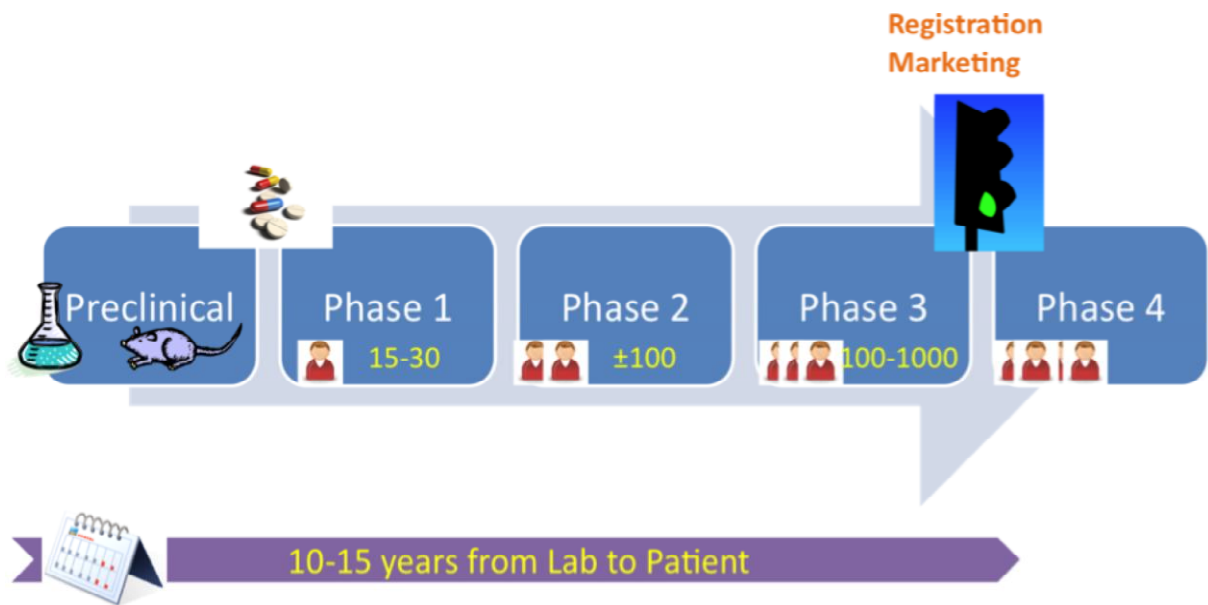 Registration
Marketing
Preclinical
Phase 1
15-30
Phase 2
±100
Phase 3
100-1000
Phase 4
10-15 years from Lab to Patient